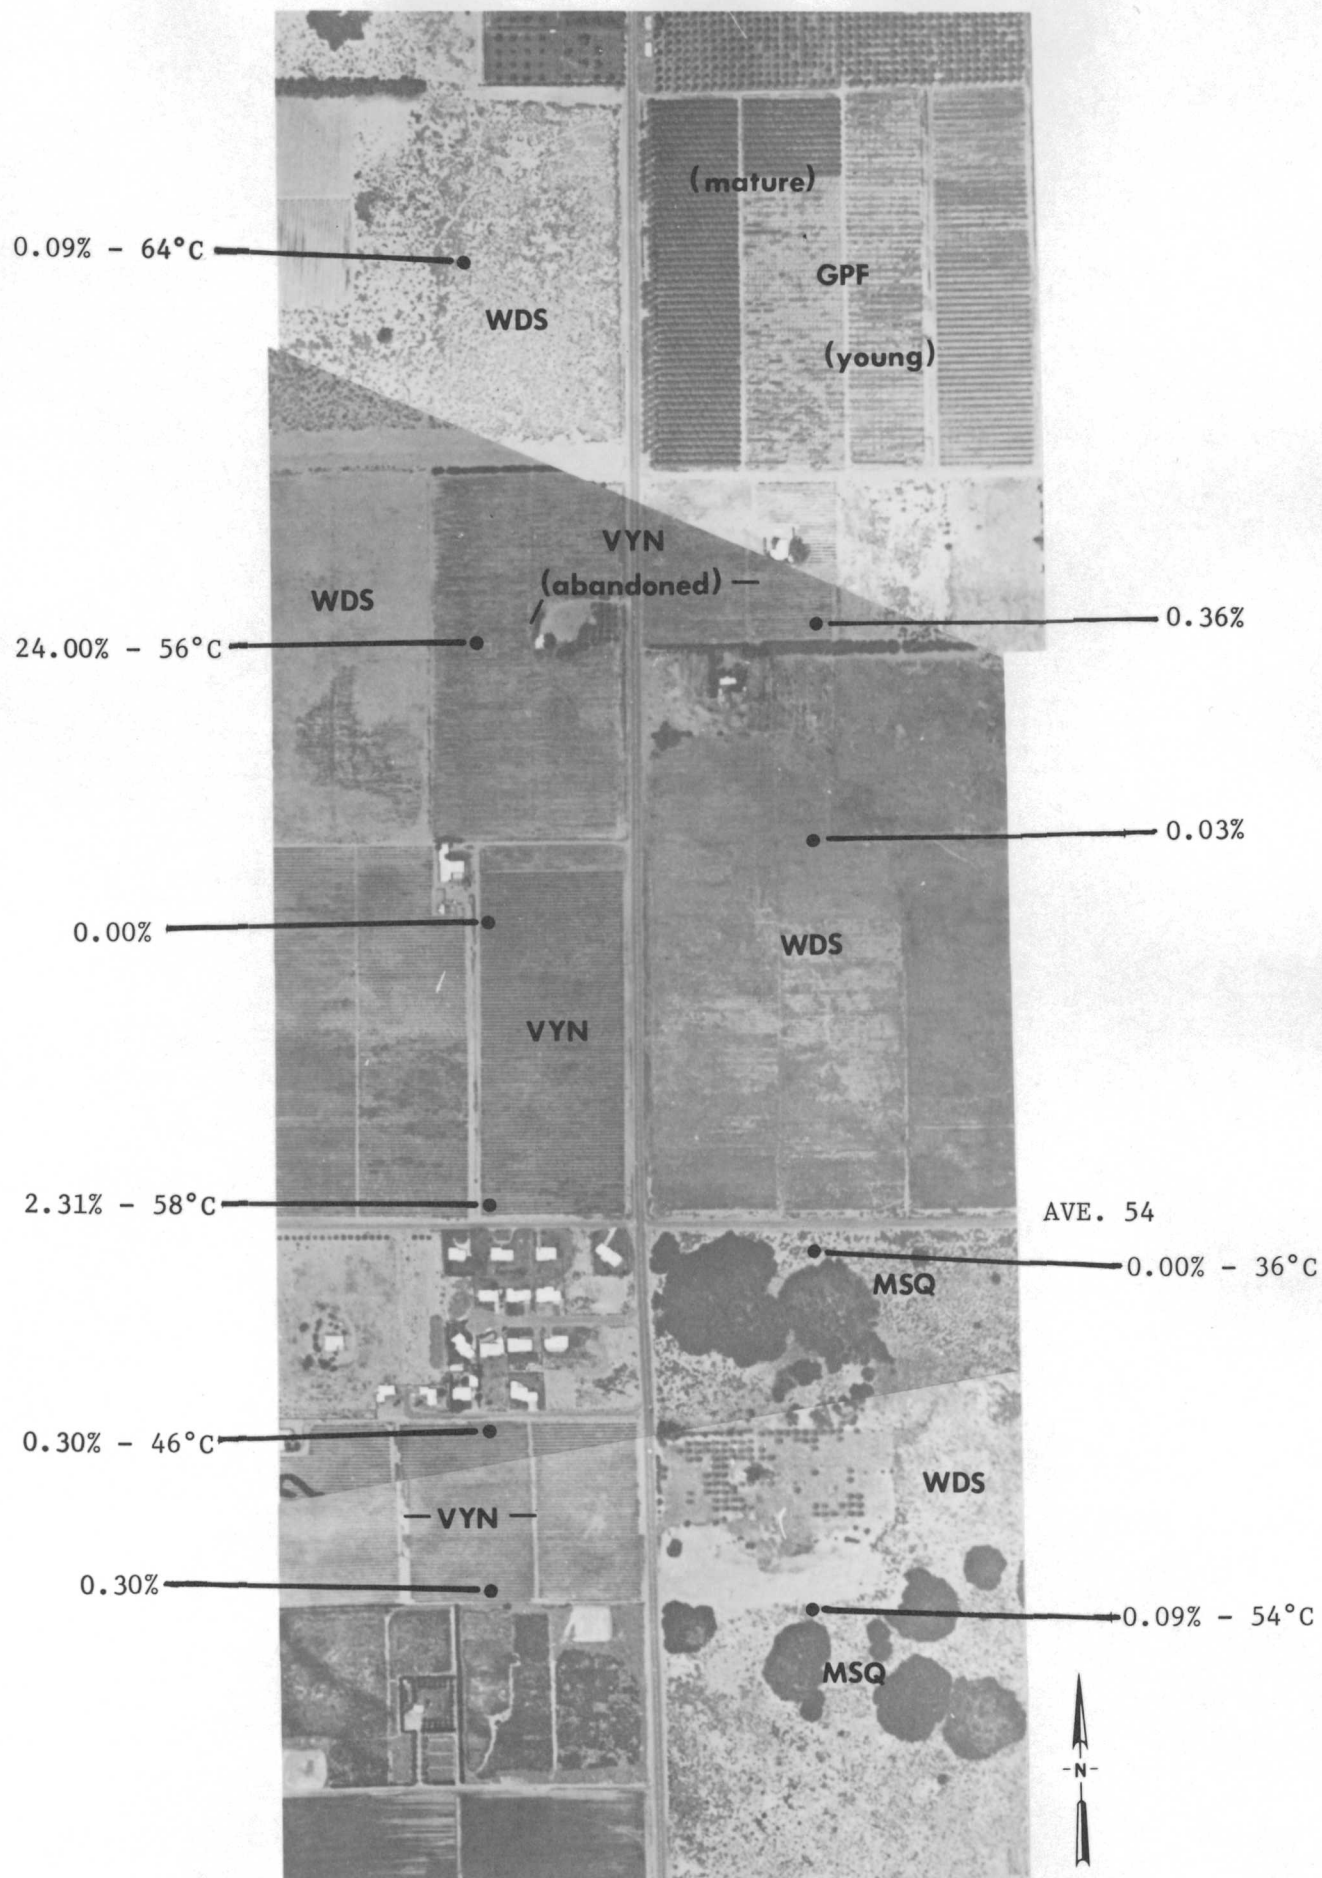 (mature)
0.09% - 64°C
GPF
WDS
(young)
VYN
(abandoned) —
WDS
0.36%
24.00% - 56°C
0.03%
0.00%
WDS
VYN
2.31% - 58°C
AVE. 54
0.00% - 36°C
MSQ
0.30% - 46°C
WDS
— VYN —
0.30%
0.09% - 54°C
MSQ
-N-